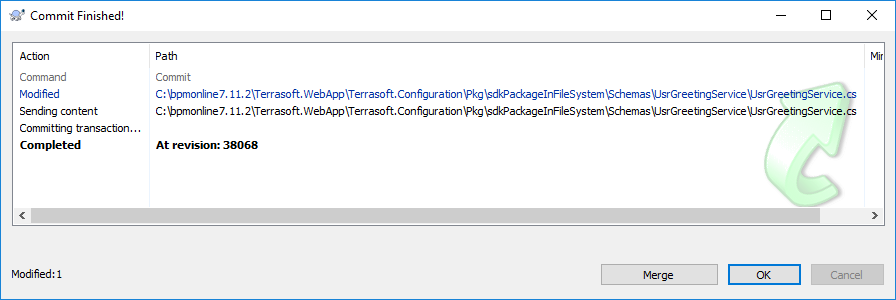 Commit Finished!
Action Path Mir
Command Commit
Modified C:\bpmonline7.11.2\Terrasoft.WebApp\Terrasoft.Configuration\Pkg\sdkPackageInFileSystem\Schemas\UsrGreetingService\UsrGreetingService.cs
Sending content C:\bpmonline7.11.2\Terrasoft.WebApp\Terrasoft.Configuration\Pkg\sdkPackageInFileSystem\Schemas\UsrGreetingService\UsrGreetingService.cs
Committing transaction...
Completed At revision: 38068
Modified:1 Merge OK Cancel